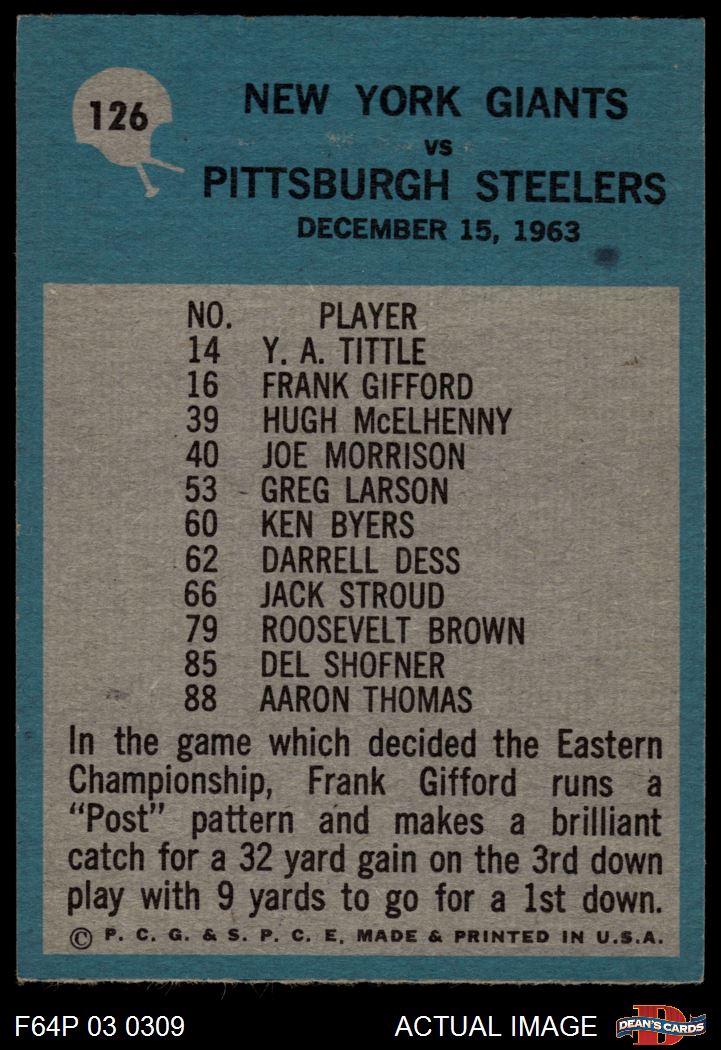 126
NEW YORK GIANTS
VS
PITTSBURGH STEELERS
DECEMBER 15, 1963
NO. PLAYER
14 Y. A. TITTLE
16 FRANK GIFFORD
39 HUGH McELHENNY
40 JOE MORRISON
53 GREG LARSON
60 KEN BYERS
62 DARRELL DESS
66 JACK STROUD
79 ROOSEVELT BROWN
85 DEL SHOFNER
88 AARON THOMAS
In the game which decided the Eastern
Championship, Frank Gifford runs a
“Post” pattern and makes a brilliant
catch for a 32 yard gain on the 3rd down
play with 9 yards to go for a 1st down.
© P. C. G. & S. P. C. E. MADE & PRINTED IN U.S.A.
F64P 03 0309 ACTUAL IMAGE D DEAN'S CARDS